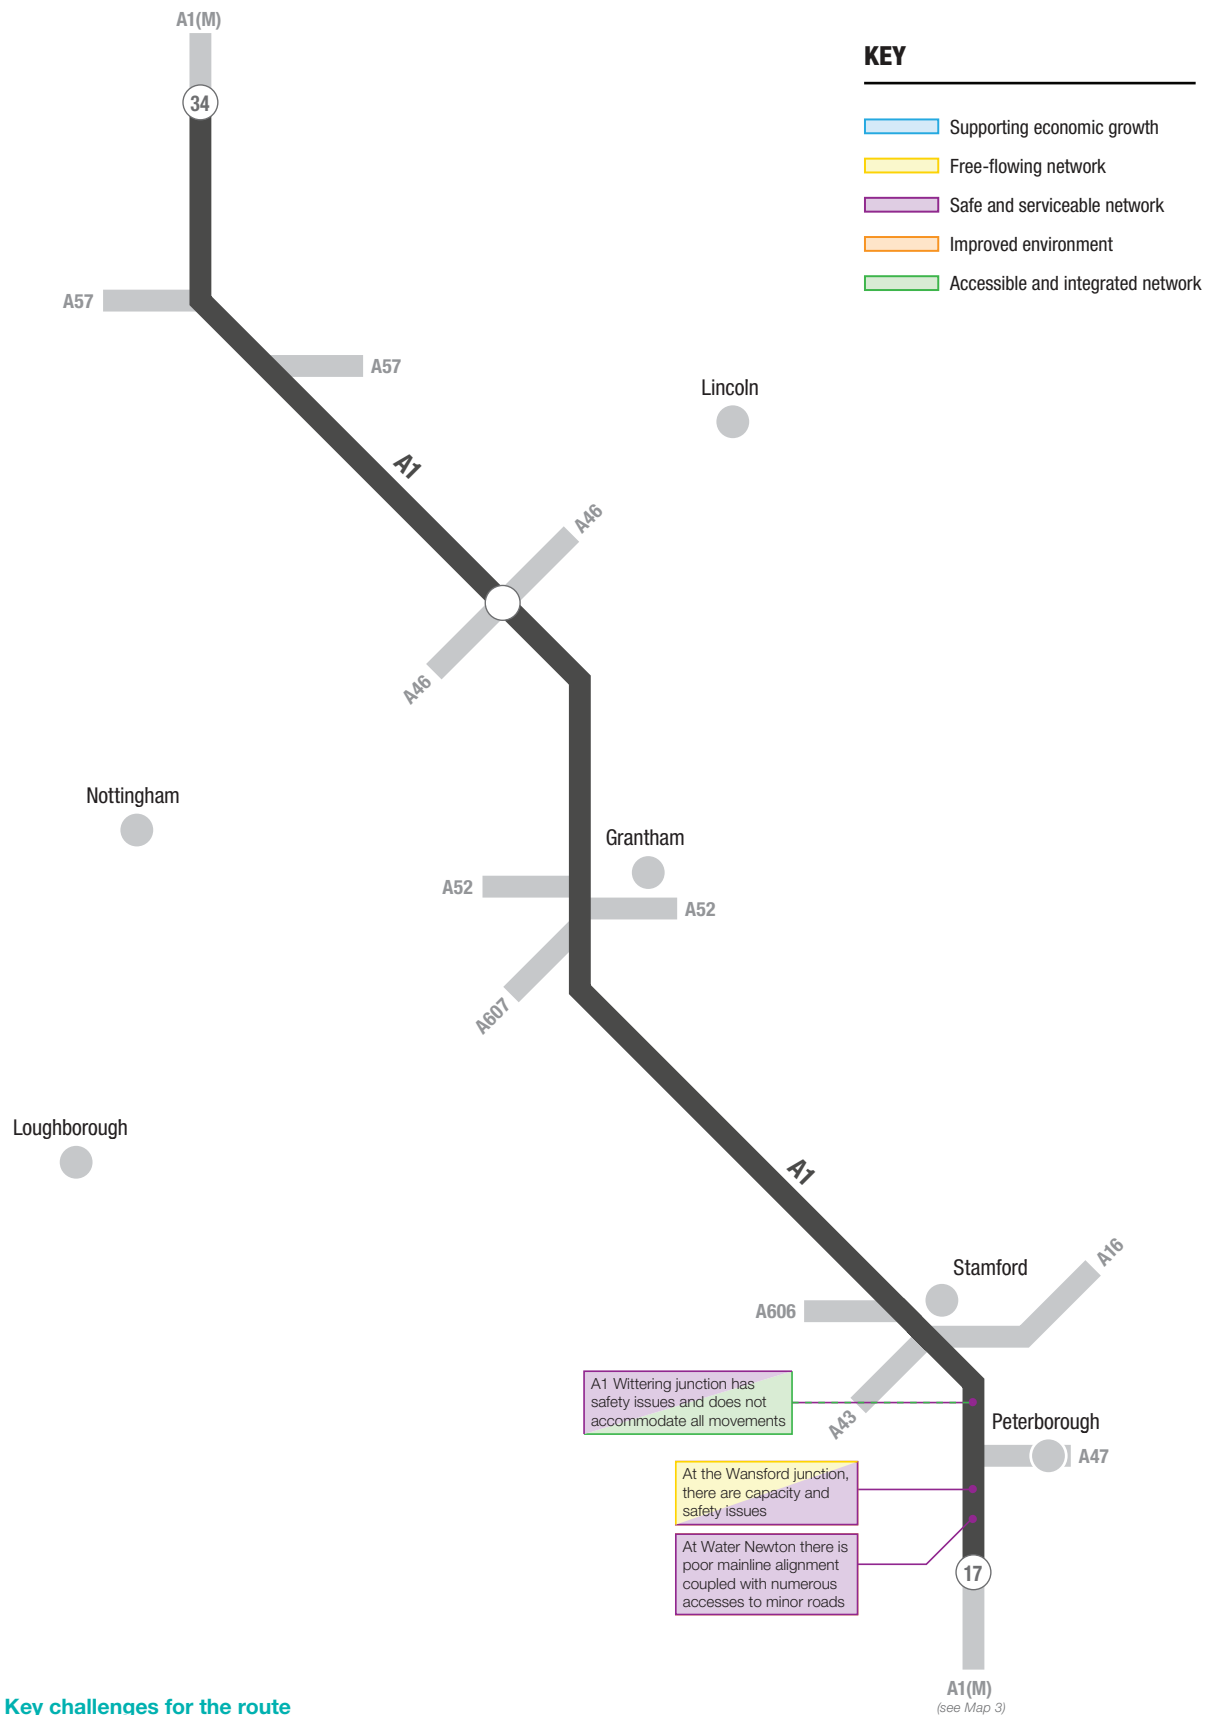 A1(M)
34
KEY
Supporting economic growth
Free-flowing network
Safe and serviceable network
Improved environment
Accessible and integrated network
A57
A57
Lincoln
A1
A46
A46
Nottingham
Grantham
A52
A52
A607
Loughborough
A1
A16
Stamford
A606
A1 Wittering junction has
safety issues and does not
accommodate all movements
A43
Peterborough
A47
At the Wansford junction,
there are capacity and
safety issues
At Water Newton there is
poor mainline alignment
coupled with numerous
accesses to minor roads
17
A1(M)
(see Map 3)
Key challenges for the route